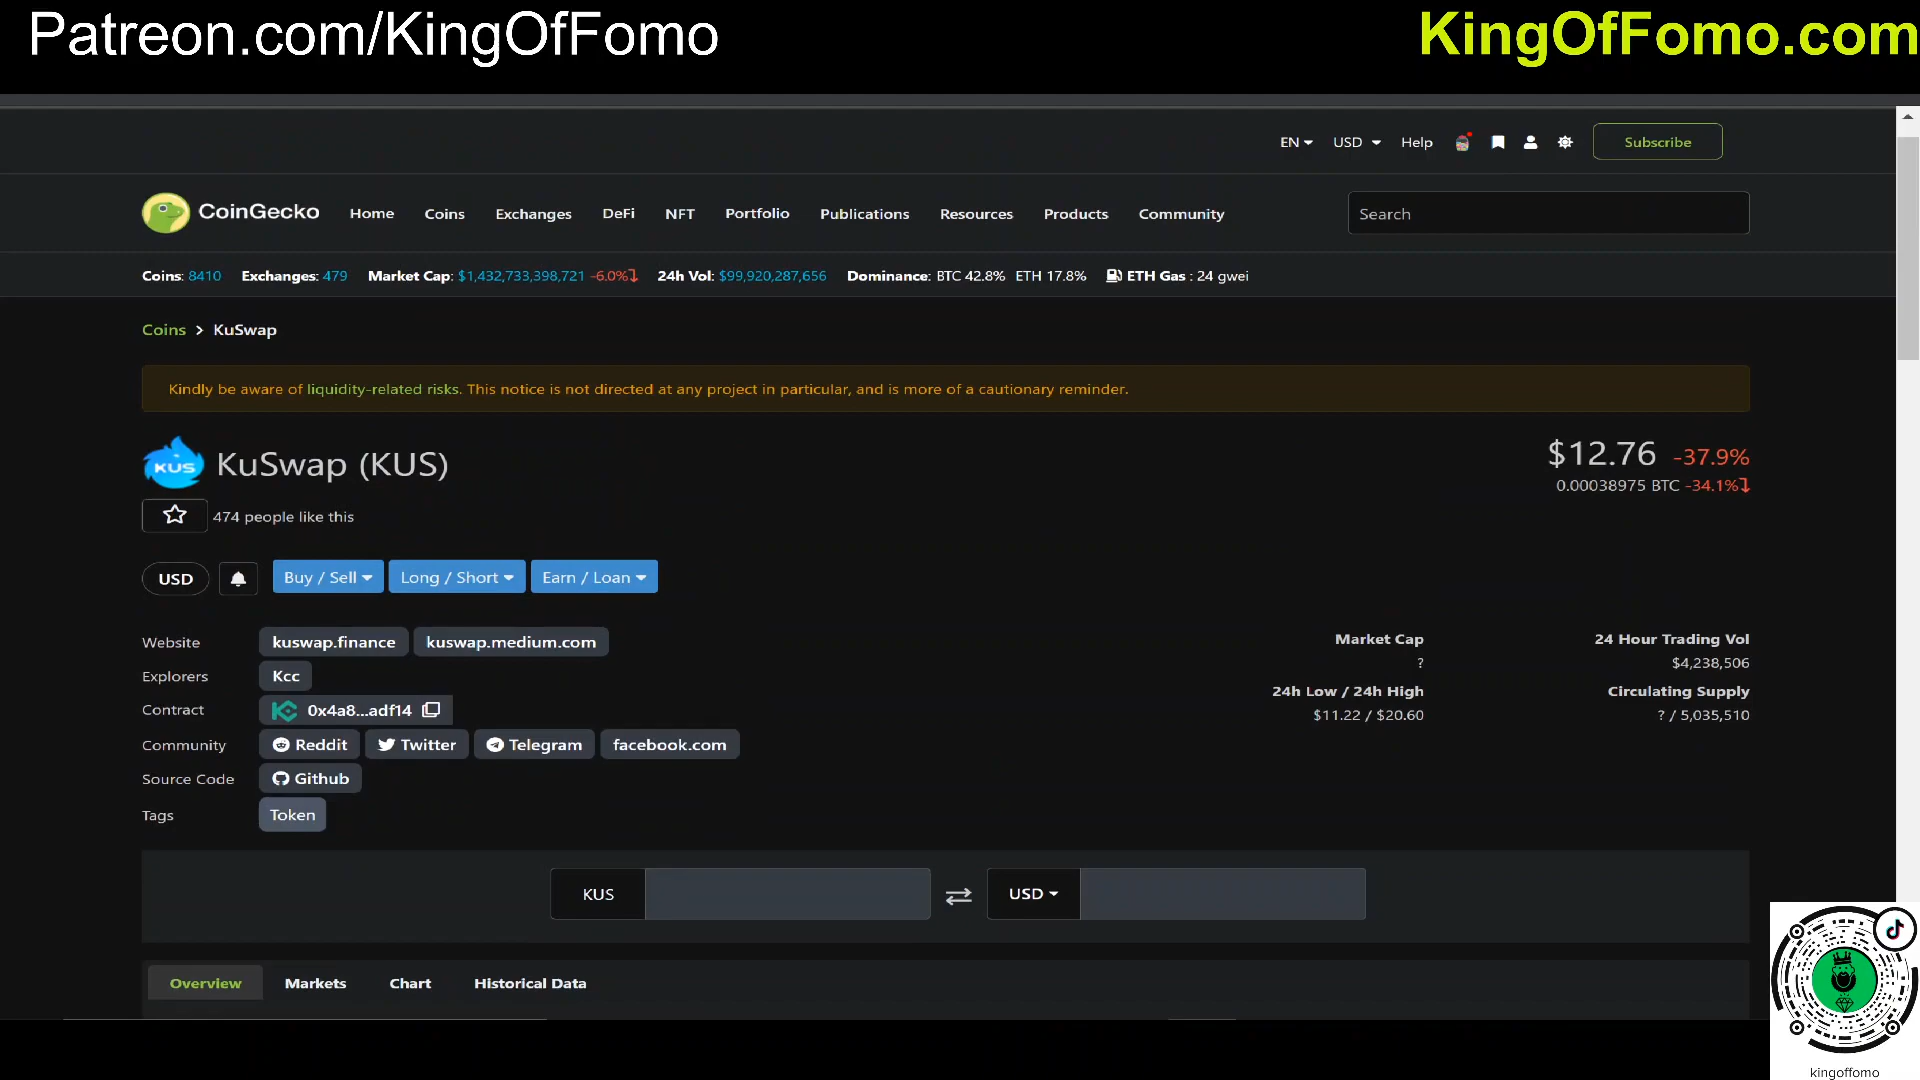 Patreon.com/KingOfFomo
KingOfFomo.com
EN USD Help Subscribe
CoinGecko Home Coins Exchanges DeFi NFT Portfolio Publications Resources Products Community Search
Coins: 8410 Exchanges: 479 Market Cap: $1,432,733,398,721 -6.0% 24h Vol: $99,920,287,656 Dominance: BTC 42.8% ETH 17.8% ETH Gas : 24 gwei
Coins > KuSwap
Kindly be aware of liquidity-related risks. This notice is not directed at any project in particular, and is more of a cautionary reminder.
KUS KuSwap (KUS)
$12.76 -37.9%
0.00038975 BTC -34.1%
474 people like this
USD Buy / Sell Long / Short Earn / Loan
Website kuswap.finance kuswap.medium.com
Explorers Kcc
Contract 0x4a8...adf14
Community Reddit Twitter Telegram facebook.com
Source Code Github
Tags Token
Market Cap
?
24 Hour Trading Vol
$4,238,506
24h Low / 24h High
$11.22 / $20.60
Circulating Supply
? / 5,035,510
KUS USD
Overview Markets Chart Historical Data
kingoffomo